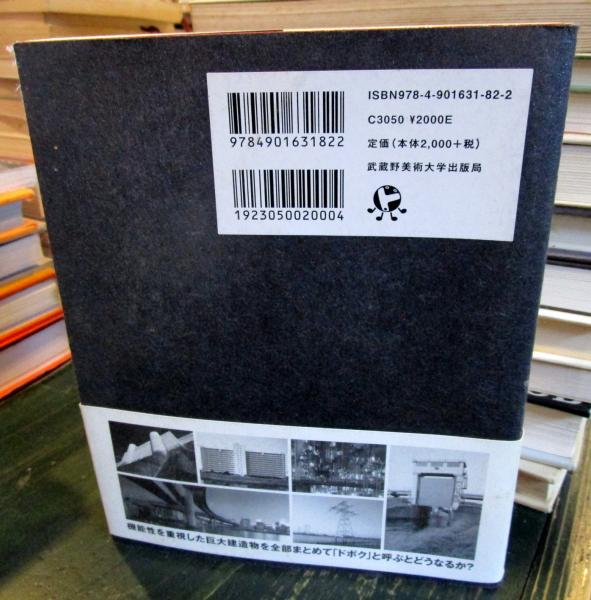 ISBN978-4-901631-82-2
C3050 ¥2000E
定価(本体2,000+税)
武蔵野美術大学出版局
9784901631822
1923050020004
機能性を重視した巨大建造物を全部まとめて「ドボク」と呼ぶとどうなるか?